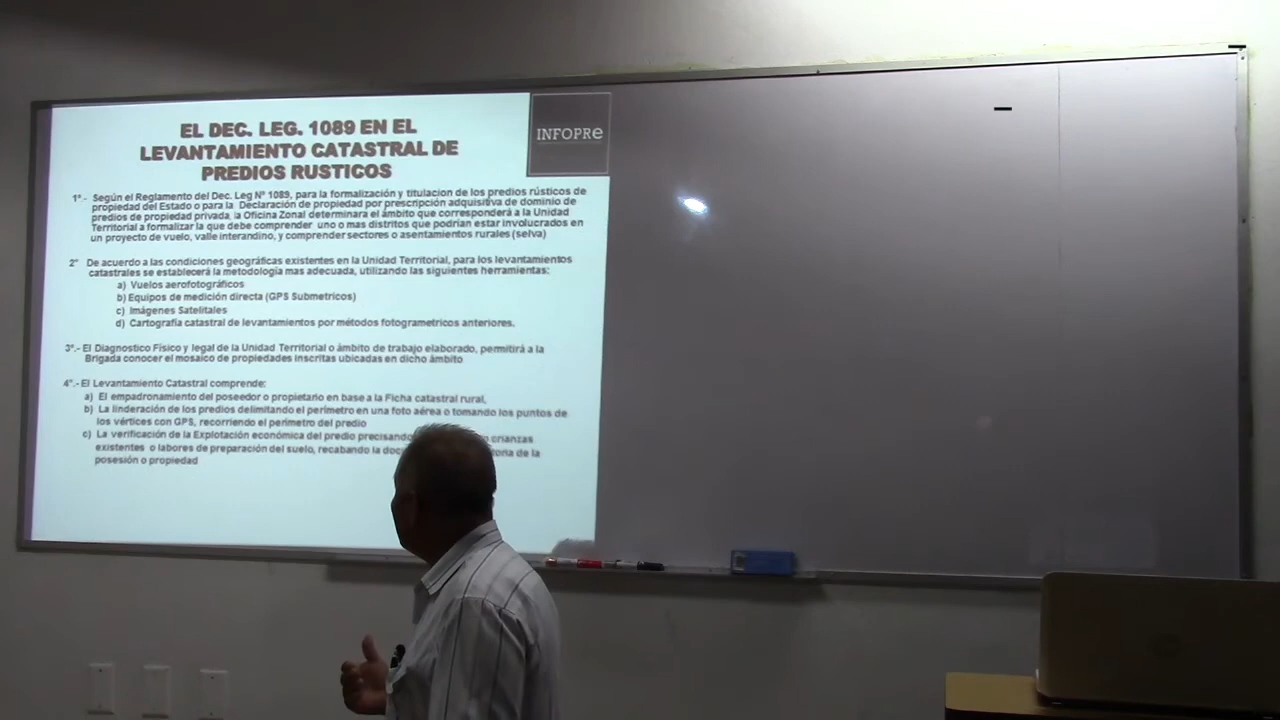 EL DEC. LEG. 1089 EN EL
LEVANTAMIENTO CATASTRAL DE
PREDIOS RUSTICOS
INFOPRe
1º.- Según el Reglamento del Dec. Leg Nº 1089, para la formalización y titulacion de los predios rústicos de
propiedad del Estado o para la Declaración de propiedad por prescripción adquisitiva de dominio de
predios de propiedad privada, la Oficina Zonal determinara el ámbito que corresponderá a la Unidad
Territorial a formalizar la que debe comprender uno o mas distritos que podrían estar involucrados en
un proyecto de vuelo, valle interandino, y comprender sectores o asentamientos rurales (selva)
2º De acuerdo a las condiciones geográficas existentes en la Unidad Territorial, para los levantamientos
catastrales se establecerá la metodología mas adecuada, utilizando las siguientes herramientas:
a) Vuelos aerofotográficos
b) Equipos de medición directa (GPS Submetricos)
c) Imágenes Satelitales
d) Cartografía catastral de levantamientos por métodos fotogrametricos anteriores.
3º.- El Diagnostico Físico y legal de la Unidad Territorial o ámbito de trabajo elaborado, permitirá a la
Brigada conocer el mosaico de propiedades inscritas ubicadas en dicho ámbito
4º.- El Levantamiento Catastral comprende:
a) El empadronamiento del poseedor o propietario en base a la Ficha catastral rural,
b) La linderación de los predios delimitando el perímetro en una foto aérea o tomando los puntos de
los vértices con GPS, recorriendo el perímetro del predio
c) La verificación de la Explotación económica del predio precisando crianzas
existentes o labores de preparación del suelo, recabando la de la
posesión o propiedad